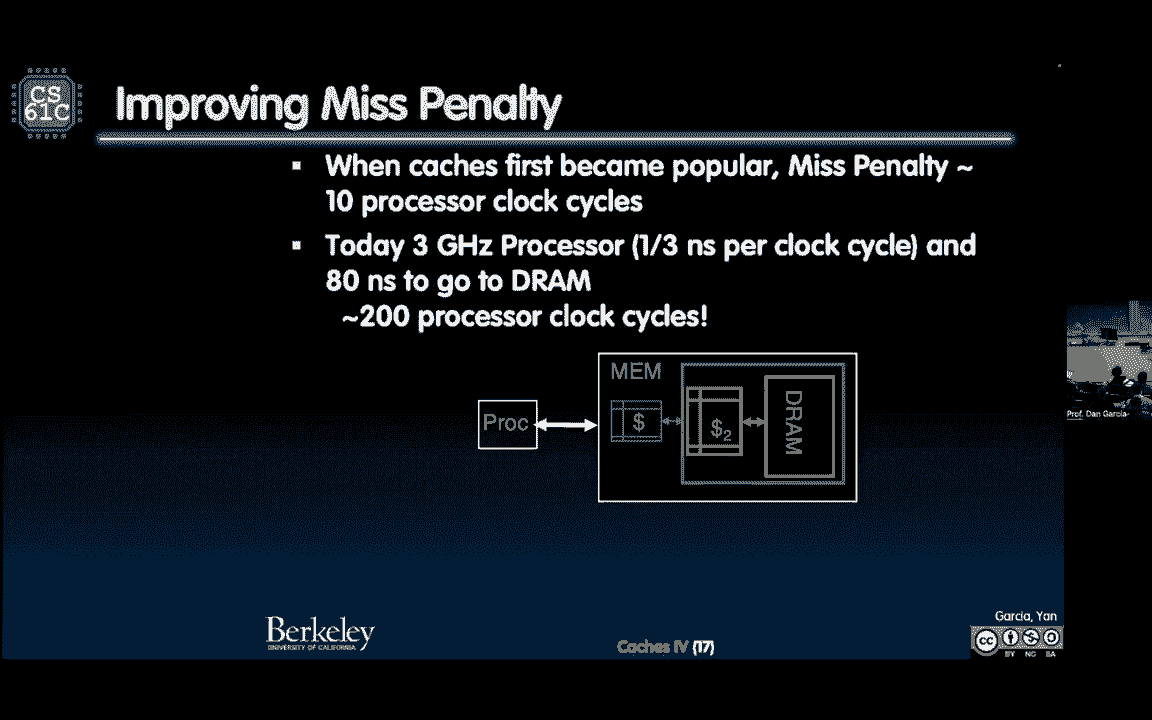 CS
61C
Improving Miss Penalty
▪ When caches first became popular, Miss Penalty ~
10 processor clock cycles
▪ Today 3 GHz Processor (1/3 ns per clock cycle) and
80 ns to go to DRAM
~200 processor clock cycles!
MEM
Proc
$
$2
DRAM
Prof. Dan Garcia
Garcia, Yan
Berkeley
UNIVERSITY OF CALIFORNIA
Caches IV (17)
cc
BY NC SA